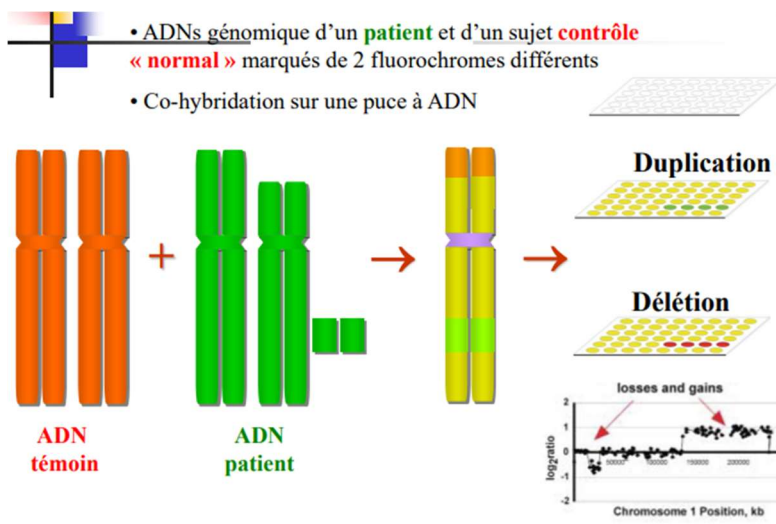 • ADNs génomique d'un patient et d'un sujet contrôle
« normal » marqués de 2 fluorochromes différents
• Co-hybridation sur une puce à ADN
Duplication
+
Délétion
ADN
témoin
ADN
patient
losses and gains
2
1
0
-1
-2
50000
100000
150000
200000
log2ratio
Chromosome 1 Position, kb